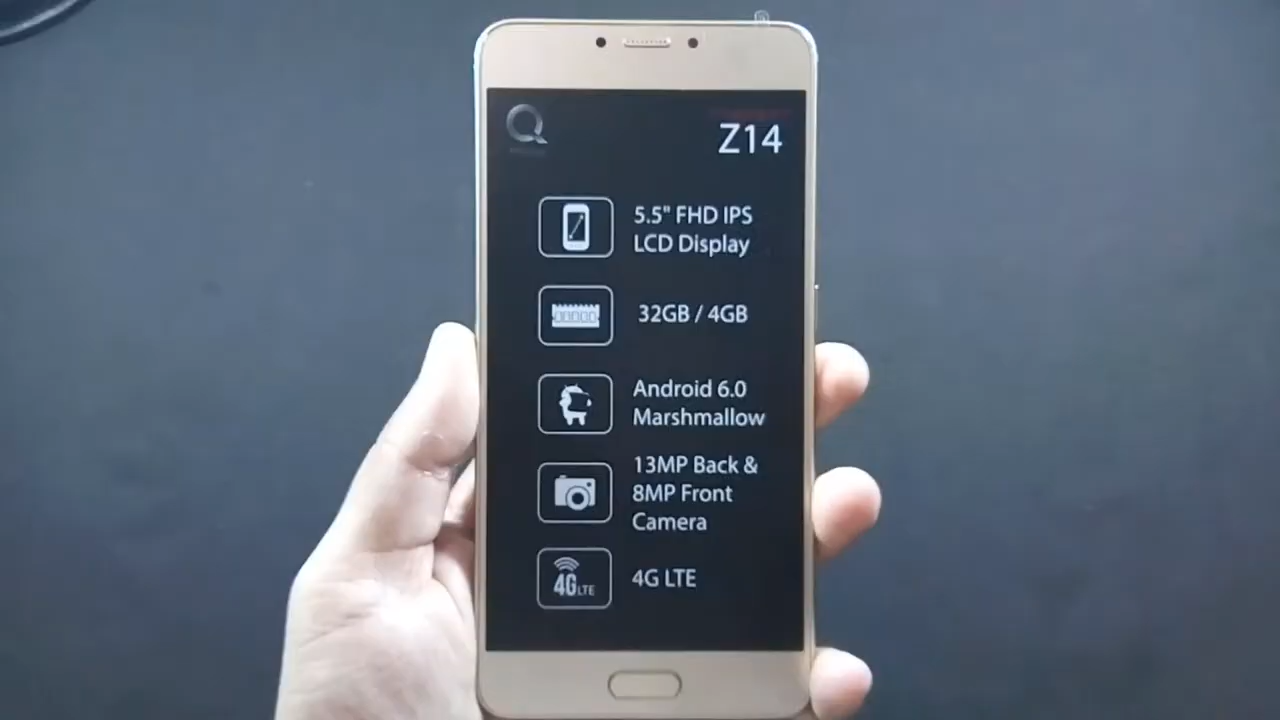 Q
Z14
5.5" FHD IPS
LCD Display
32GB / 4GB
Android 6.0
Marshmallow
13MP Back &
8MP Front
Camera
4G LTE
4G LTE